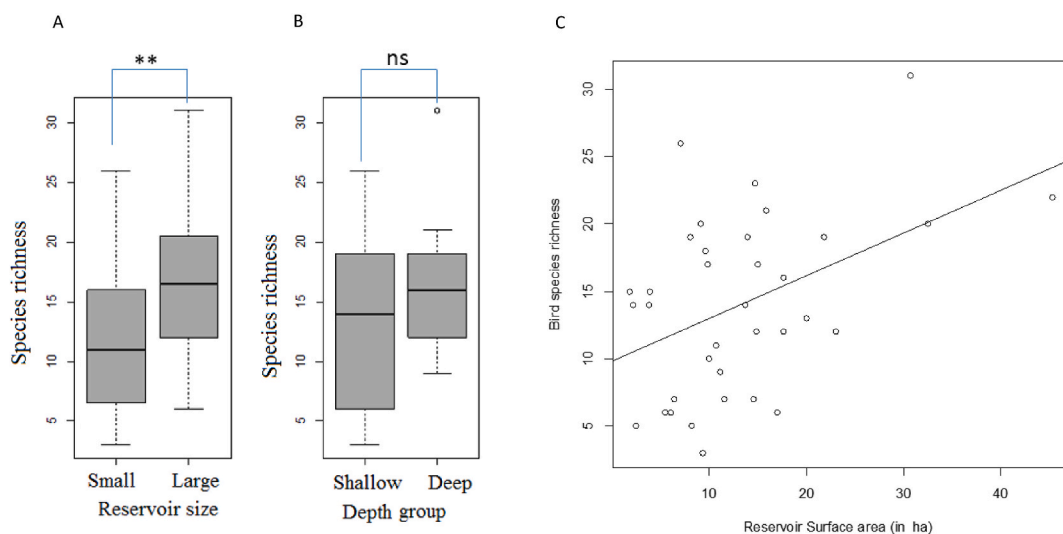 A
**
Species richness
30
25
20
15
10
5
Small Large
Reservoir size
B
ns
Species richness
30
25
20
15
10
5
Shallow Deep
Depth group
C
Bird species richness
30
25
20
15
10
5
10 20 30 40
Reservoir Surface area (in ha)